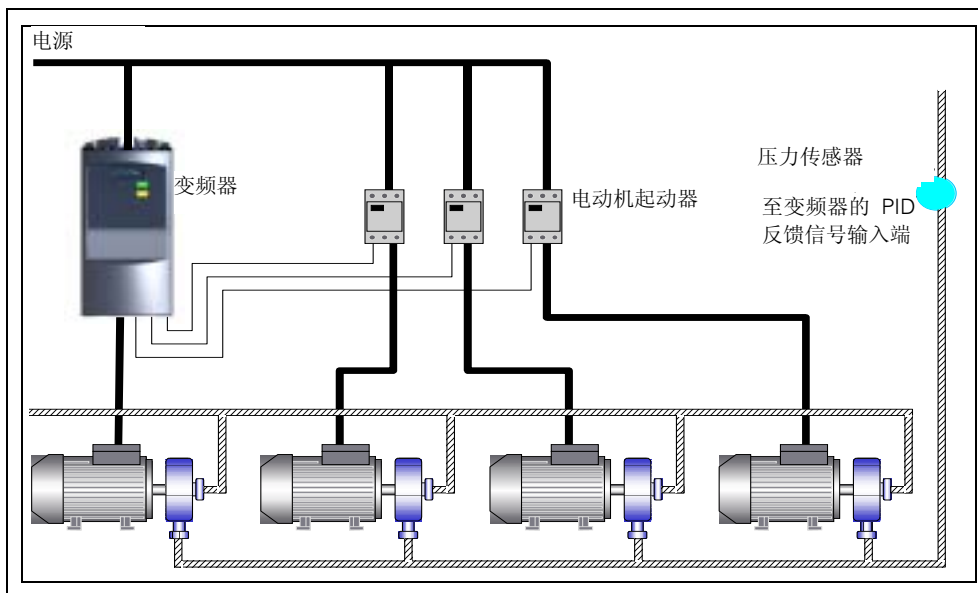 电源
变频器
电动机起动器
压力传感器
至变频器的 PID
反馈信号输入端